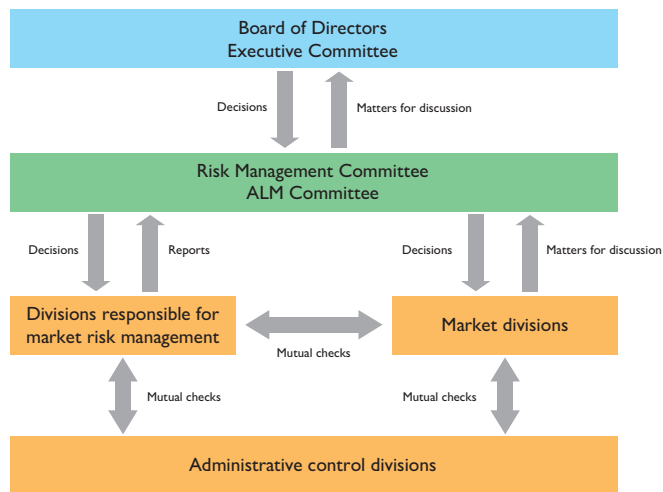 Board of Directors
Executive Committee
Decisions
Matters for discussion
Risk Management Committee
ALM Committee
Decisions
Reports
Decisions
Matters for discussion
Divisions responsible for
market risk management
Mutual checks
Market divisions
Mutual checks
Mutual checks
Administrative control divisions